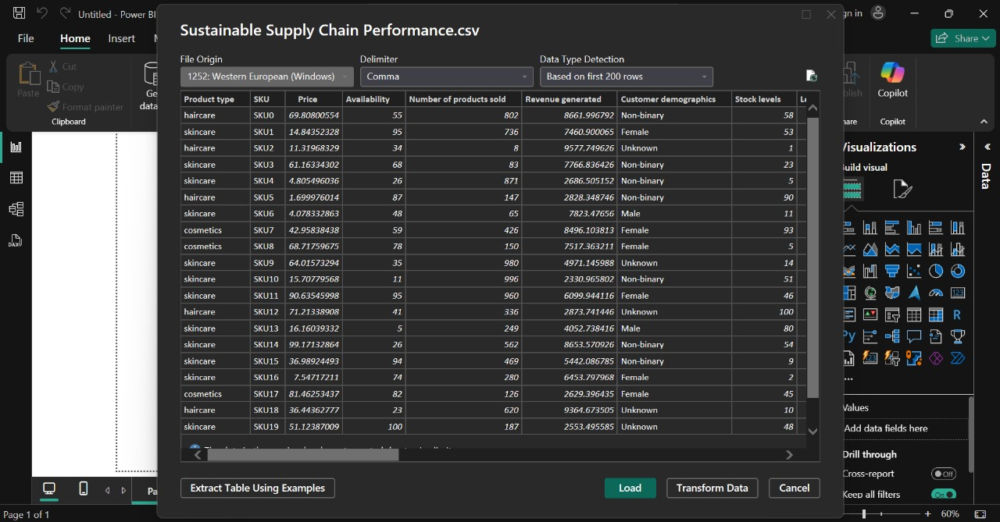 Untitled - Power BI
gn in
File
Home
Insert
Share
Paste
Cut
Copy
Format painter
Clipboard
Ge
data
blish
Copilot
hare
Copilot
Sustainable Supply Chain Performance.csv
File Origin
Delimiter
Data Type Detection
1252: Western European (Windows)
Comma
Based on first 200 rows
Product type SKU Price Availability Number of products sold Revenue generated Customer demographics Stock levels Le
haircare SKU0 69.80800554 55 802 8661.996792 Non-binary 58
skincare SKU1 14.84352328 95 736 7460.900065 Female 53
haircare SKU2 11.31968329 34 8 9577.749626 Unknown 1
skincare SKU3 61.16334302 68 83 7766.836426 Non-binary 23
skincare SKU4 4.805496036 26 871 2686.505152 Non-binary 5
haircare SKU5 1.699976014 87 147 2828.348746 Non-binary 90
skincare SKU6 4.078332863 48 65 7823.47656 Male 11
cosmetics SKU7 42.95838438 59 426 8496.103813 Female 93
cosmetics SKU8 68.71759675 78 150 7517.363211 Female 5
skincare SKU9 64.01573294 35 980 4971.145988 Unknown 14
skincare SKU10 15.70779568 11 996 2330.965802 Non-binary 51
skincare SKU11 90.63545998 95 960 6099.944116 Female 46
haircare SKU12 71.21338908 41 336 2873.741446 Unknown 100
skincare SKU13 16.16039332 5 249 4052.738416 Male 80
skincare SKU14 99.17132864 26 562 8653.570926 Non-binary 54
skincare SKU15 36.98924493 94 469 5442.086785 Non-binary 9
skincare SKU16 7.54717211 74 280 6453.797968 Female 2
cosmetics SKU17 81.46253437 82 126 2629.396435 Female 45
haircare SKU18 36.44362777 23 620 9364.673505 Unknown 10
skincare SKU19 51.12387009 100 187 2553.495585 Unknown 48
Extract Table Using Examples
Load
Transform Data
Cancel
Visualizations
Build visual
Data
123
R
Py
123
...
Values
Add data fields here
Drill through
Cross-report
Off
Keep all filters
On
DAX
Pa
Page 1 of 1
60%